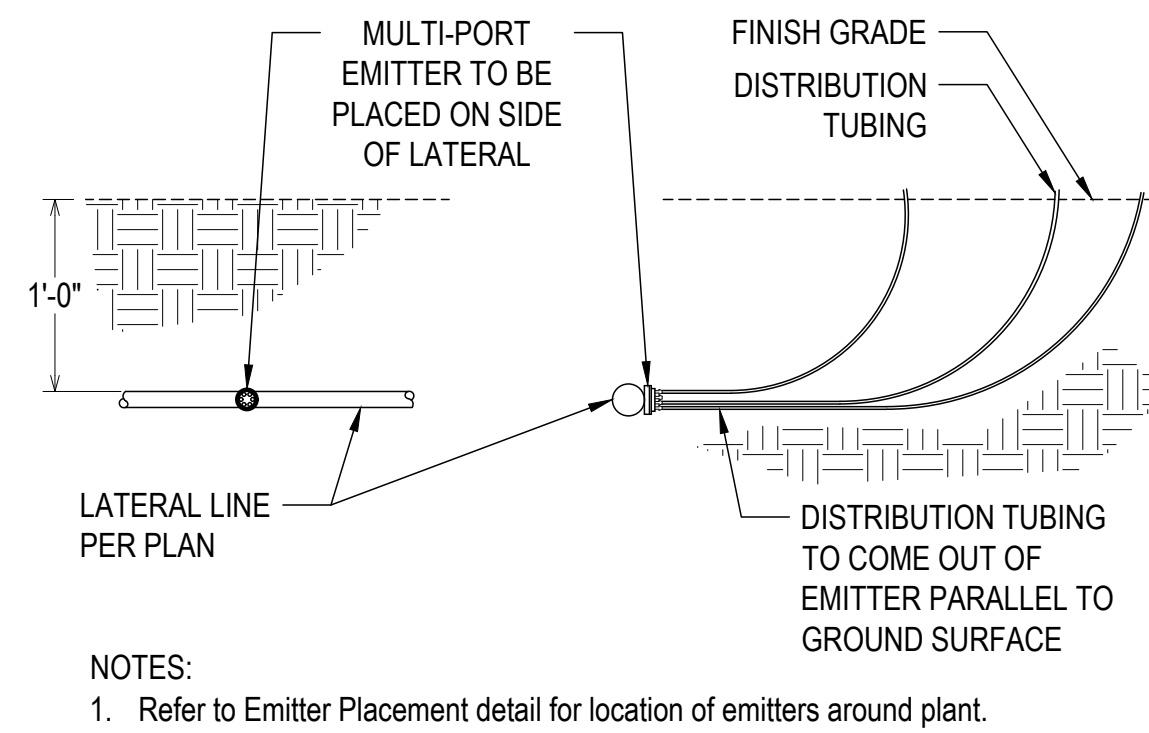 MULTI-PORT
EMITTER TO BE
PLACED ON SIDE
OF LATERAL
FINISH GRADE
DISTRIBUTION
TUBING
1'-0"
LATERAL LINE
PER PLAN
DISTRIBUTION TUBING
TO COME OUT OF
EMITTER PARALLEL TO
GROUND SURFACE
NOTES:
1. Refer to Emitter Placement detail for location of emitters around plant.